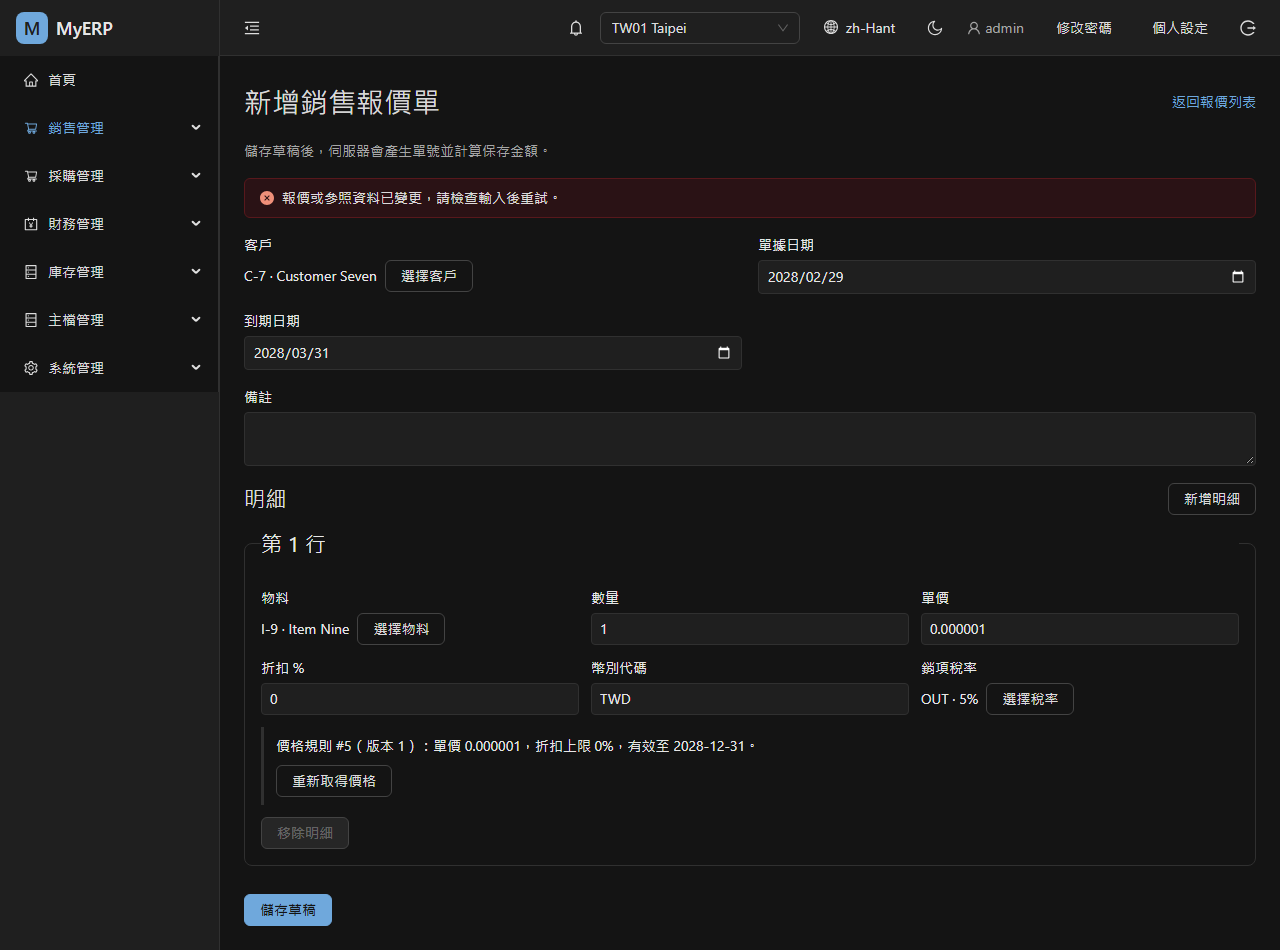 M MyERP
TW01 Taipei
zh-Hant
admin
修改密碼
個人設定
首頁
銷售管理
採購管理
財務管理
庫存管理
主檔管理
系統管理
新增銷售報價單
返回報價列表
儲存草稿後，伺服器會產生單號並計算保存金額。
報價或參照資料已變更，請檢查輸入後重試。
客戶
C-7 · Customer Seven
選擇客戶
單據日期
2028/02/29
到期日期
2028/03/31
備註
明細
新增明細
第 1 行
物料
I-9 · Item Nine
選擇物料
數量
1
單價
0.000001
折扣 %
0
幣別代碼
TWD
銷項稅率
OUT · 5%
選擇稅率
價格規則 #5（版本 1）：單價 0.000001，折扣上限 0%，有效至 2028-12-31。
重新取得價格
移除明細
儲存草稿